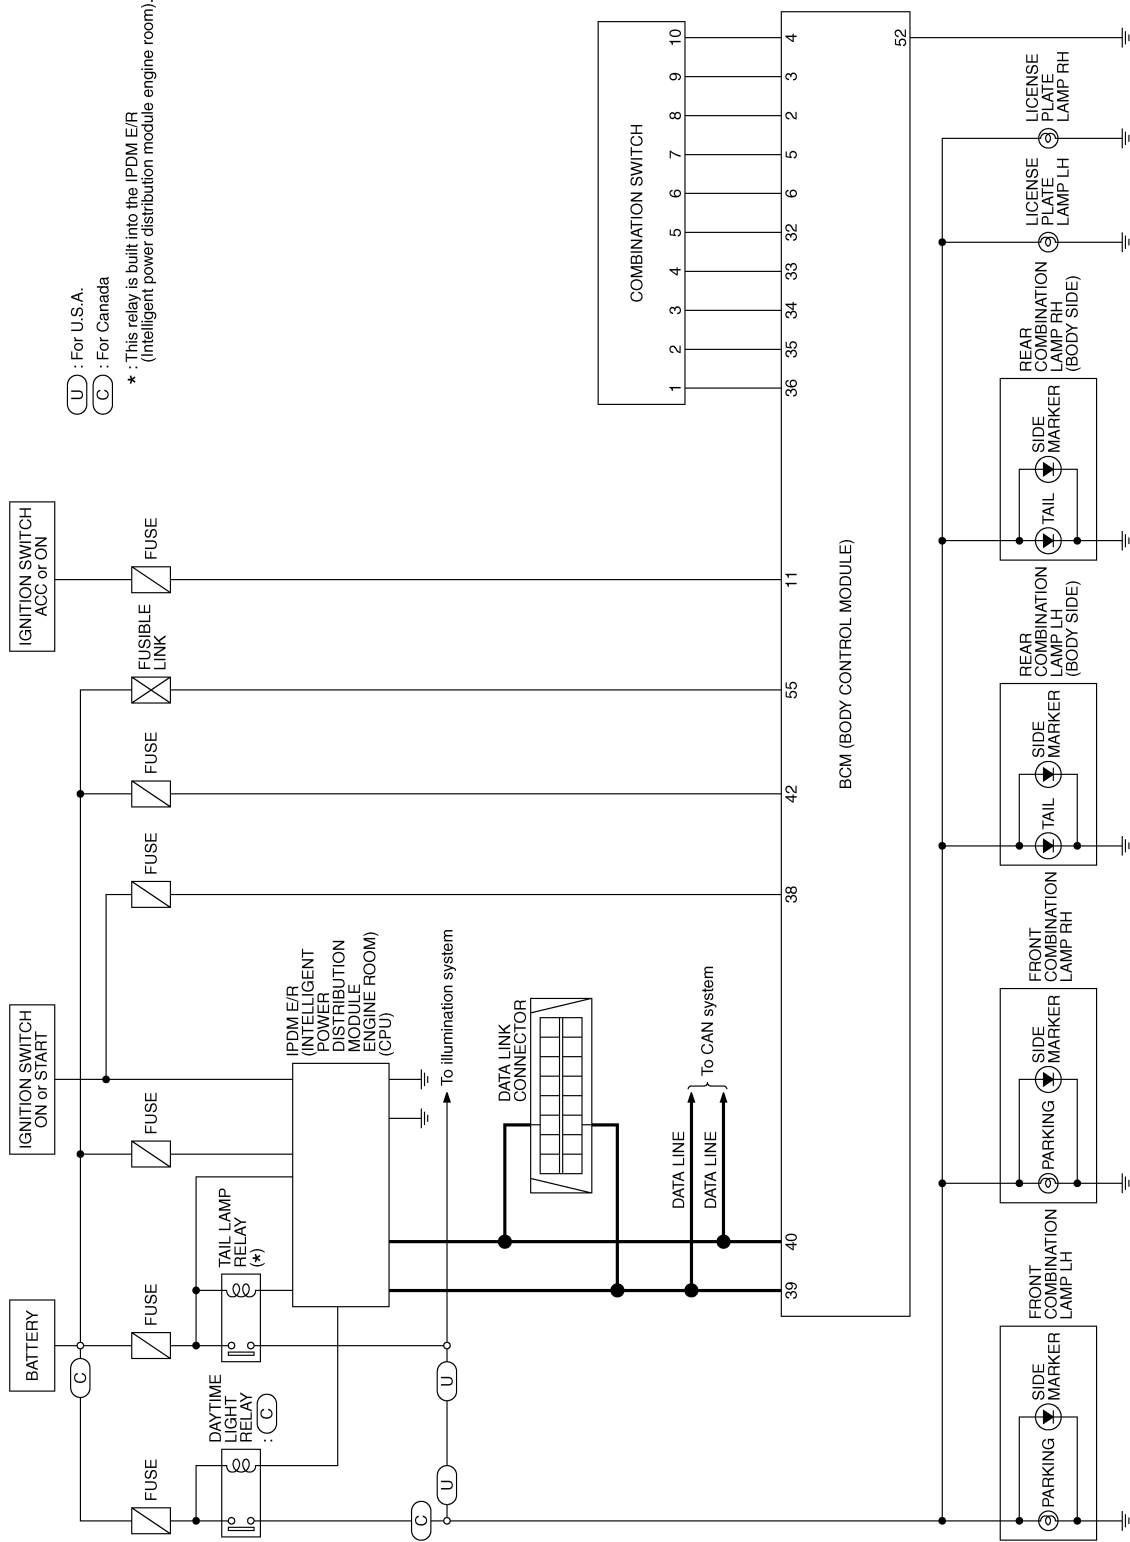 BATTERY
IGNITION SWITCH
ON or START
IGNITION SWITCH
ACC or ON
U : For U.S.A.
C : For Canada
* : This relay is built into the IPDM E/R
(Intelligent power distribution module engine room).
C
FUSE
FUSE
FUSE
FUSE
FUSE
FUSIBLE
LINK
FUSE
DAYTIME
LIGHT
RELAY
: C
TAIL LAMP
RELAY
(*)
IPDM E/R
(INTELLIGENT
POWER
DISTRIBUTION
MODULE
ENGINE ROOM)
(CPU)
C
U
U
To illumination system
DATA LINK
CONNECTOR
DATA LINE
DATA LINE
To CAN system
COMBINATION SWITCH
1 2 3 4 5 6 7 8 9 10
39 40 38 42 55 11 36 35 34 33 32 6 5 2 3 4
BCM (BODY CONTROL MODULE)
52
FRONT
COMBINATION
LAMP LH
PARKING
SIDE
MARKER
FRONT
COMBINATION
LAMP RH
PARKING
SIDE
MARKER
REAR
COMBINATION
LAMP LH
(BODY SIDE)
TAIL
SIDE
MARKER
REAR
COMBINATION
LAMP RH
(BODY SIDE)
TAIL
SIDE
MARKER
LICENSE
PLATE
LAMP LH
LICENSE
PLATE
LAMP RH